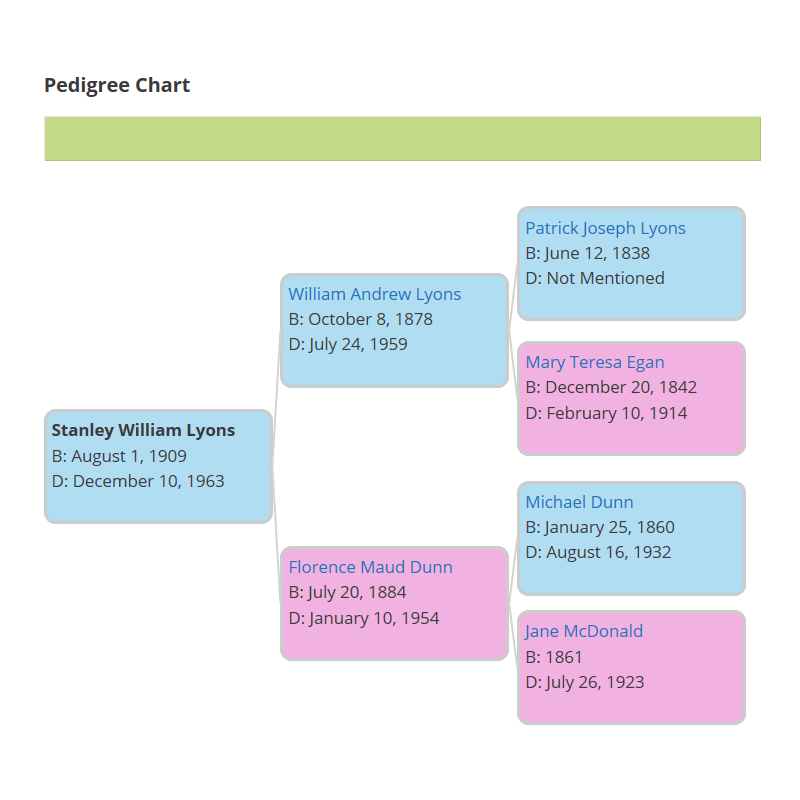 Pedigree Chart
Patrick Joseph Lyons
B: June 12, 1838
D: Not Mentioned
William Andrew Lyons
B: October 8, 1878
D: July 24, 1959
Mary Teresa Egan
B: December 20, 1842
D: February 10, 1914
Stanley William Lyons
B: August 1, 1909
D: December 10, 1963
Michael Dunn
B: January 25, 1860
D: August 16, 1932
Florence Maud Dunn
B: July 20, 1884
D: January 10, 1954
Jane McDonald
B: 1861
D: July 26, 1923